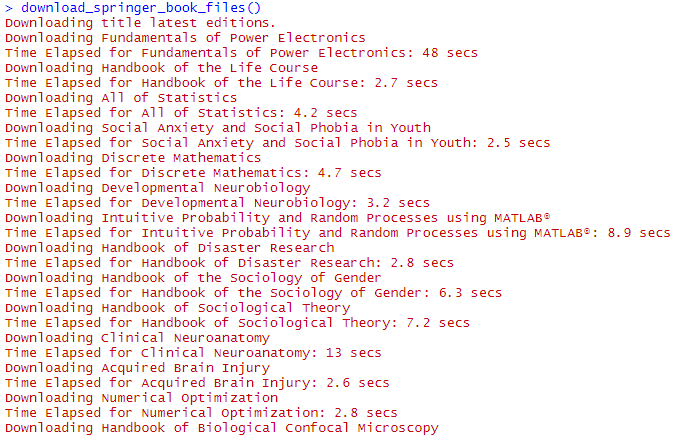 > download_springer_book_files()
Downloading title latest editions.
Downloading Fundamentals of Power Electronics
Time Elapsed for Fundamentals of Power Electronics: 48 secs
Downloading Handbook of the Life Course
Time Elapsed for Handbook of the Life Course: 2.7 secs
Downloading All of Statistics
Time Elapsed for All of Statistics: 4.2 secs
Downloading Social Anxiety and Social Phobia in Youth
Time Elapsed for Social Anxiety and Social Phobia in Youth: 2.5 secs
Downloading Discrete Mathematics
Time Elapsed for Discrete Mathematics: 4.7 secs
Downloading Developmental Neurobiology
Time Elapsed for Developmental Neurobiology: 3.2 secs
Downloading Intuitive Probability and Random Processes using MATLAB®
Time Elapsed for Intuitive Probability and Random Processes using MATLAB®: 8.9 secs
Downloading Handbook of Disaster Research
Time Elapsed for Handbook of Disaster Research: 2.8 secs
Downloading Handbook of the Sociology of Gender
Time Elapsed for Handbook of the Sociology of Gender: 6.3 secs
Downloading Handbook of Sociological Theory
Time Elapsed for Handbook of Sociological Theory: 7.2 secs
Downloading Clinical Neuroanatomy
Time Elapsed for Clinical Neuroanatomy: 13 secs
Downloading Acquired Brain Injury
Time Elapsed for Acquired Brain Injury: 2.6 secs
Downloading Numerical Optimization
Time Elapsed for Numerical Optimization: 2.8 secs
Downloading Handbook of Biological Confocal Microscopy